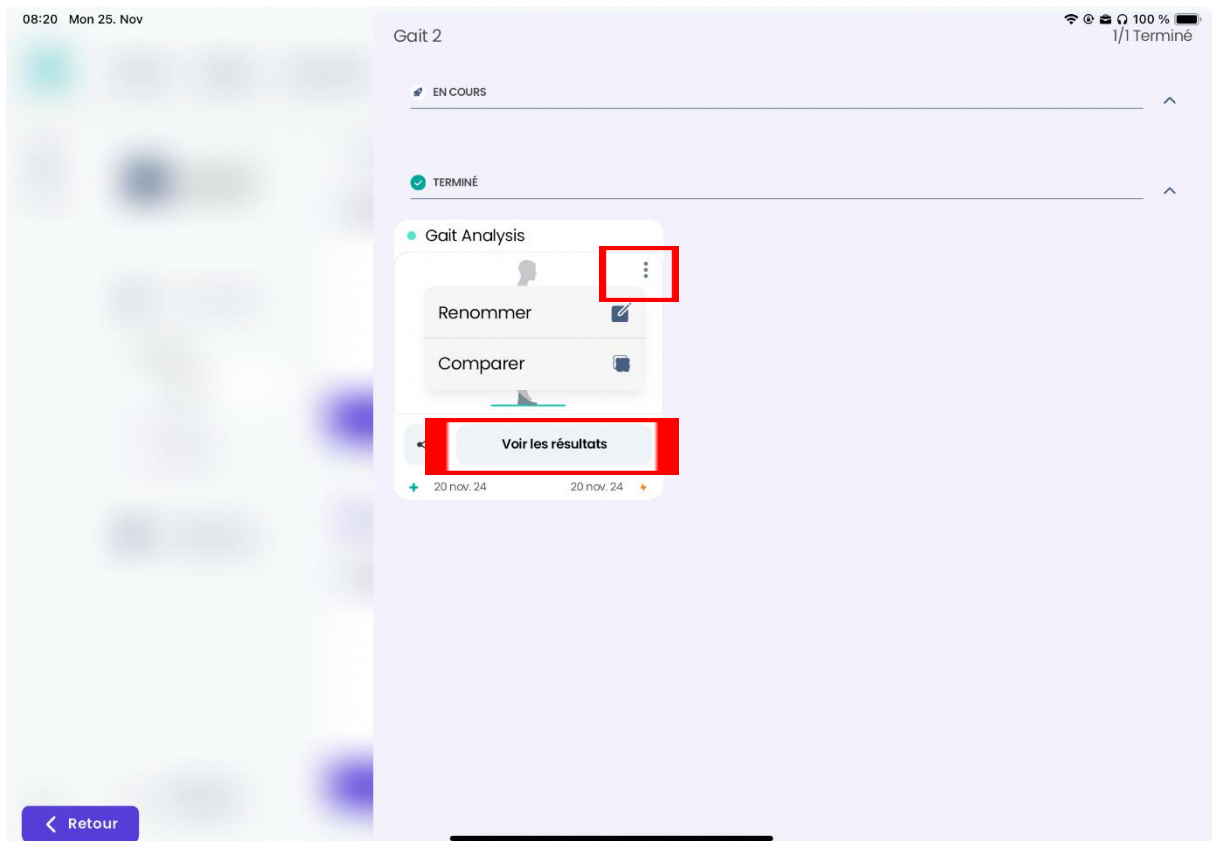 08:20 Mon 25. Nov
100 %
Gait 2
1/1 Terminé
EN COURS
TERMINÉ
Gait Analysis
Renommer
Comparer
Voir les résultats
20 nov. 24
20 nov. 24
Retour